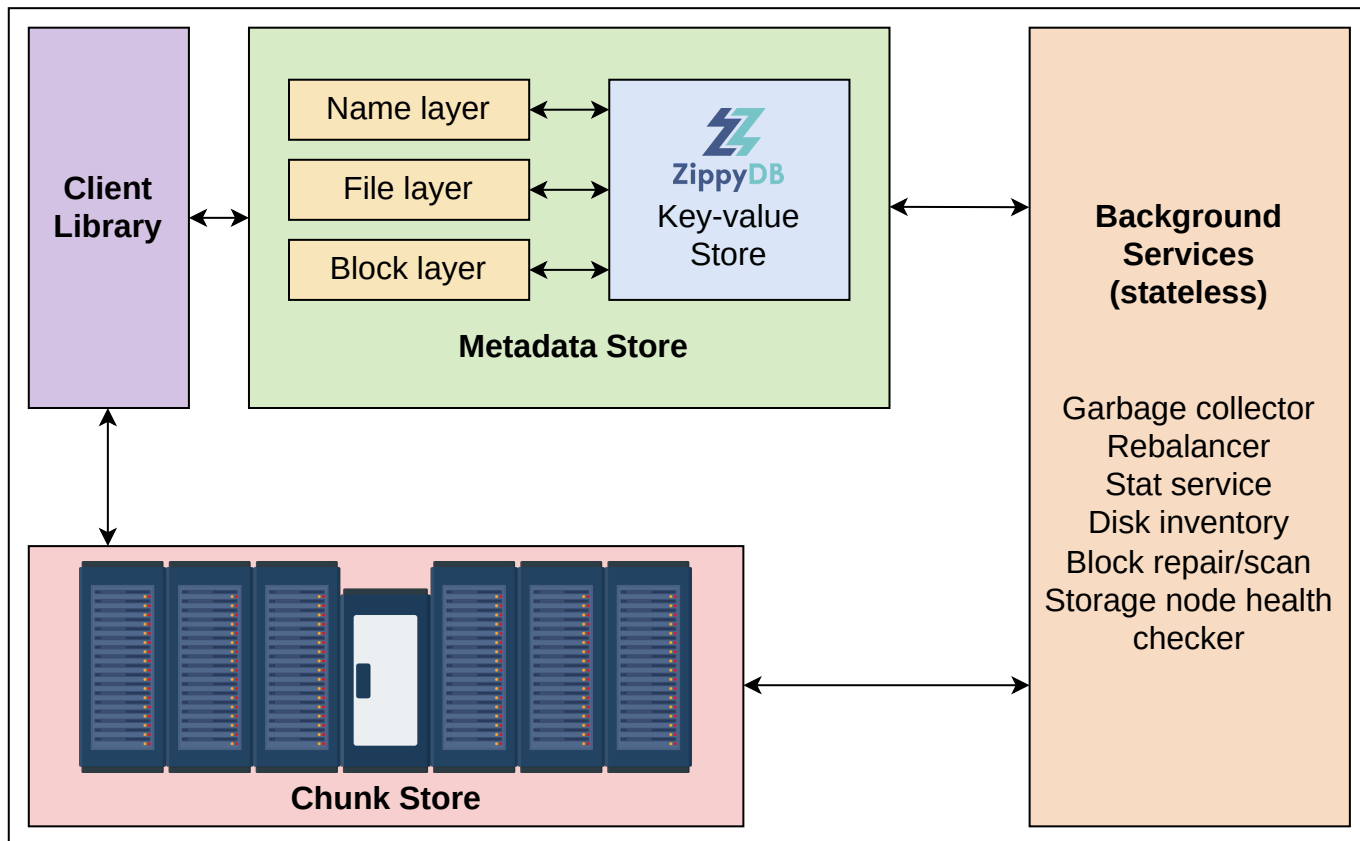 Client
Library
Name layer
File layer
Block layer
ZippyDB
Key-value
Store
Metadata Store
Background
Services
(stateless)
Garbage collector
Rebalancer
Stat service
Disk inventory
Block repair/scan
Storage node health
checker
Chunk Store